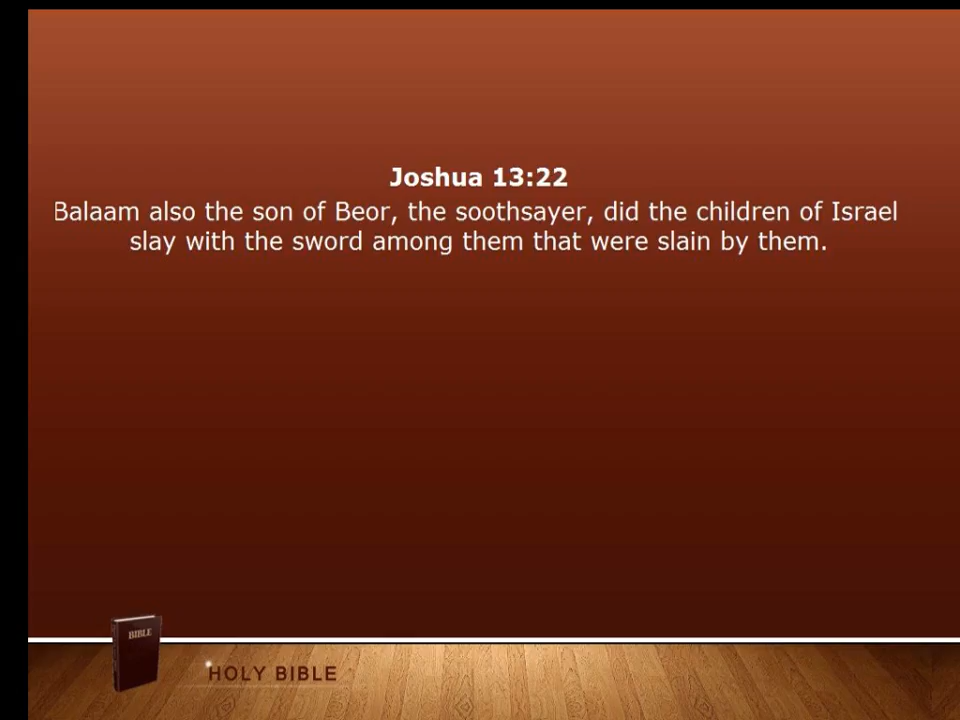 Joshua 13:22
Balaam also the son of Beor, the soothsayer, did the children of Israel
slay with the sword among them that were slain by them.
BIBLE
HOLY BIBLE